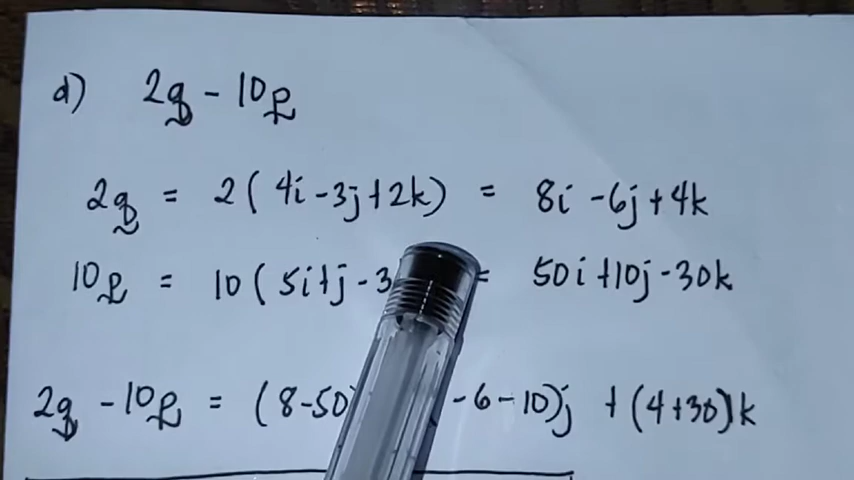 d) 2q - 10p
2q = 2(4i - 3j + 2k) = 8i - 6j + 4k
10p = 10(5i + j - 3 = 50i + 10j - 30k
2q - 10p = (8 - 50) -6 - 10)j + (4 + 30)k